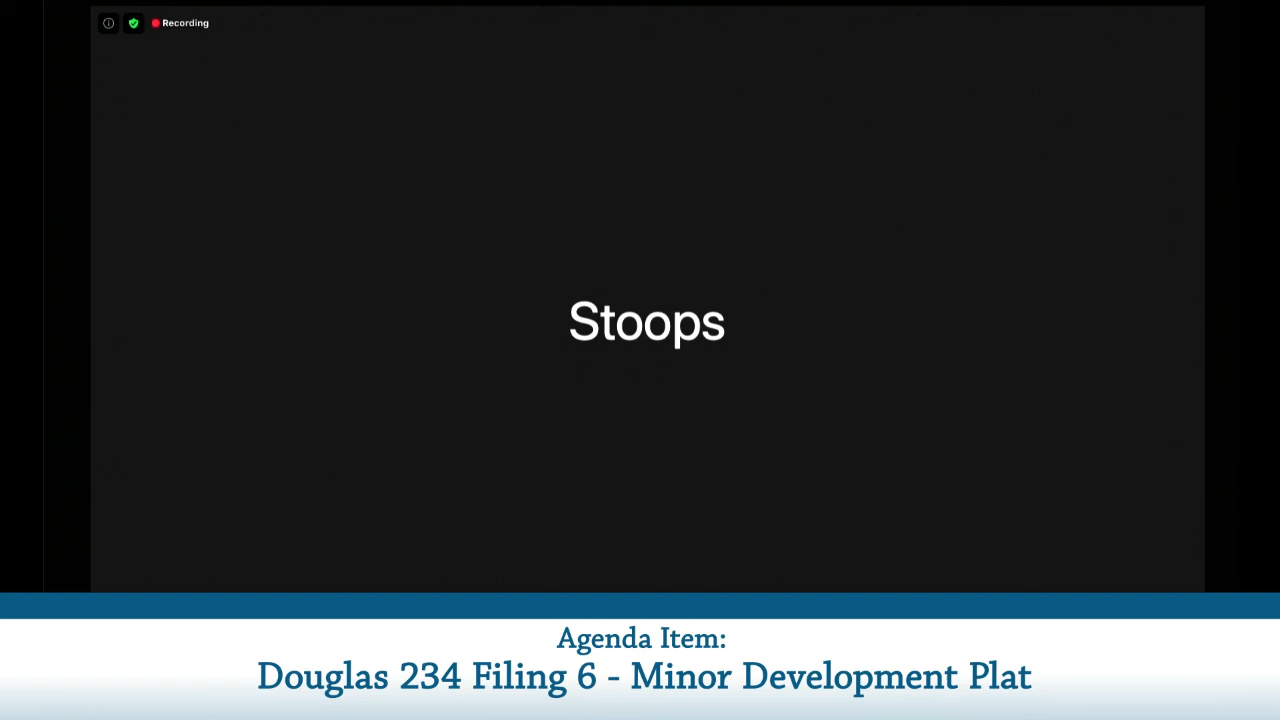 Recording
Stoops
Agenda Item:
Douglas 234 Filing 6 - Minor Development Plat